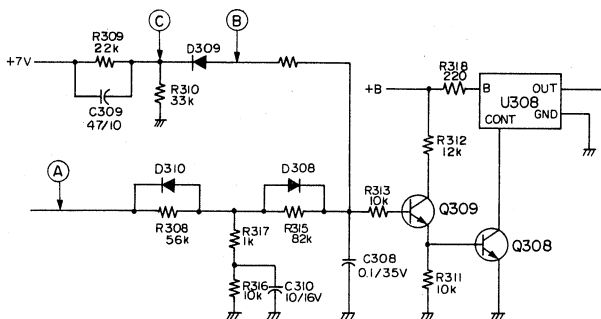 C
B
R309
22k
D309
+7V
R310
33k
C309
47/10
R318
220
+B
B
OUT
U308
GND
CONT
R312
12k
A
D310
D308
R313
10k
Q309
R308
56k
R317
1k
R315
82k
Q308
C308
0.1/35V
R316
10k
C310
10/16V
R311
10k